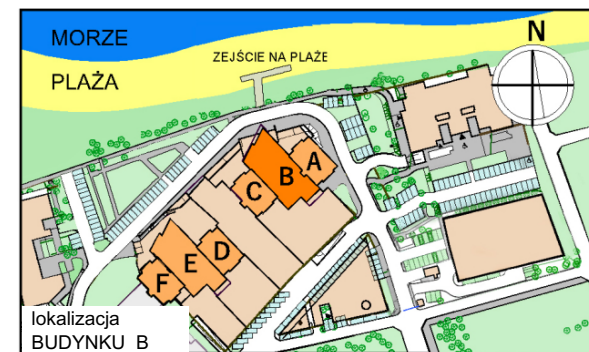 MORZE
N
ZEJŚCIE NA PLAŻE
PLAŻA
A
B
C
D
E
F
lokalizacja
BUDYNKU B